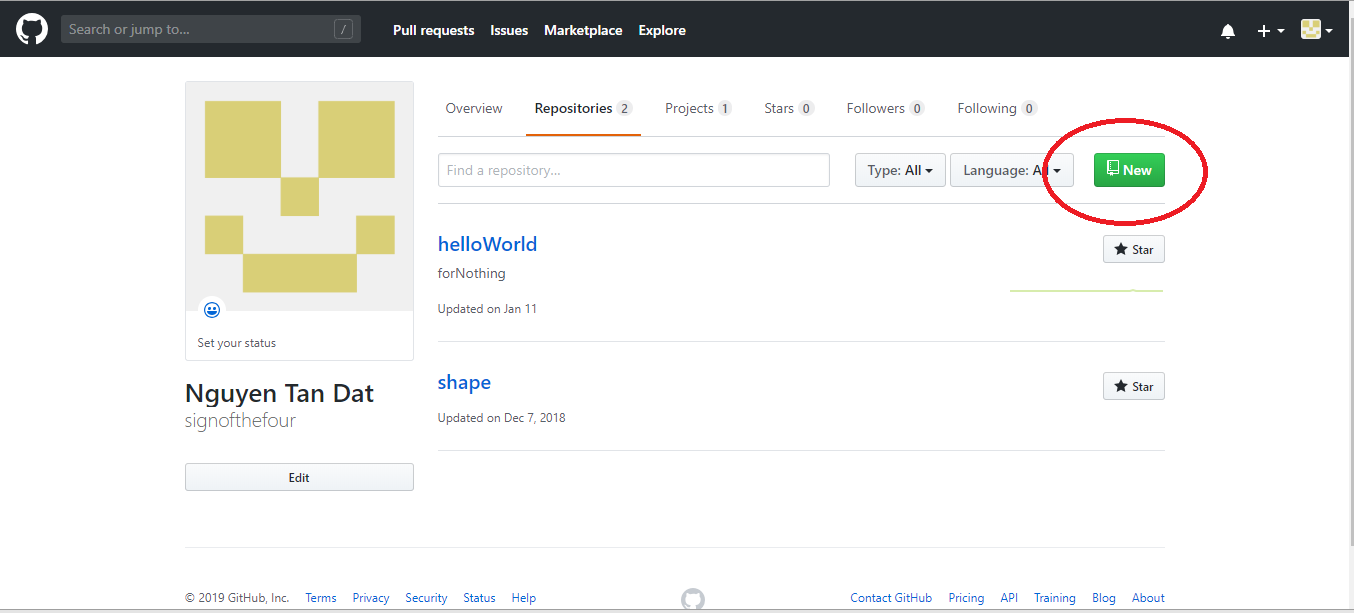 Search or jump to... /
Pull requests Issues Marketplace Explore
Overview Repositories 2 Projects 1 Stars 0 Followers 0 Following 0
Find a repository... Type: All Language: All New
helloWorld Star
forNothing
Updated on Jan 11
Set your status
shape Star
Nguyen Tan Dat
signofthefour
Updated on Dec 7, 2018
Edit
© 2019 GitHub, Inc. Terms Privacy Security Status Help Contact GitHub Pricing API Training Blog About